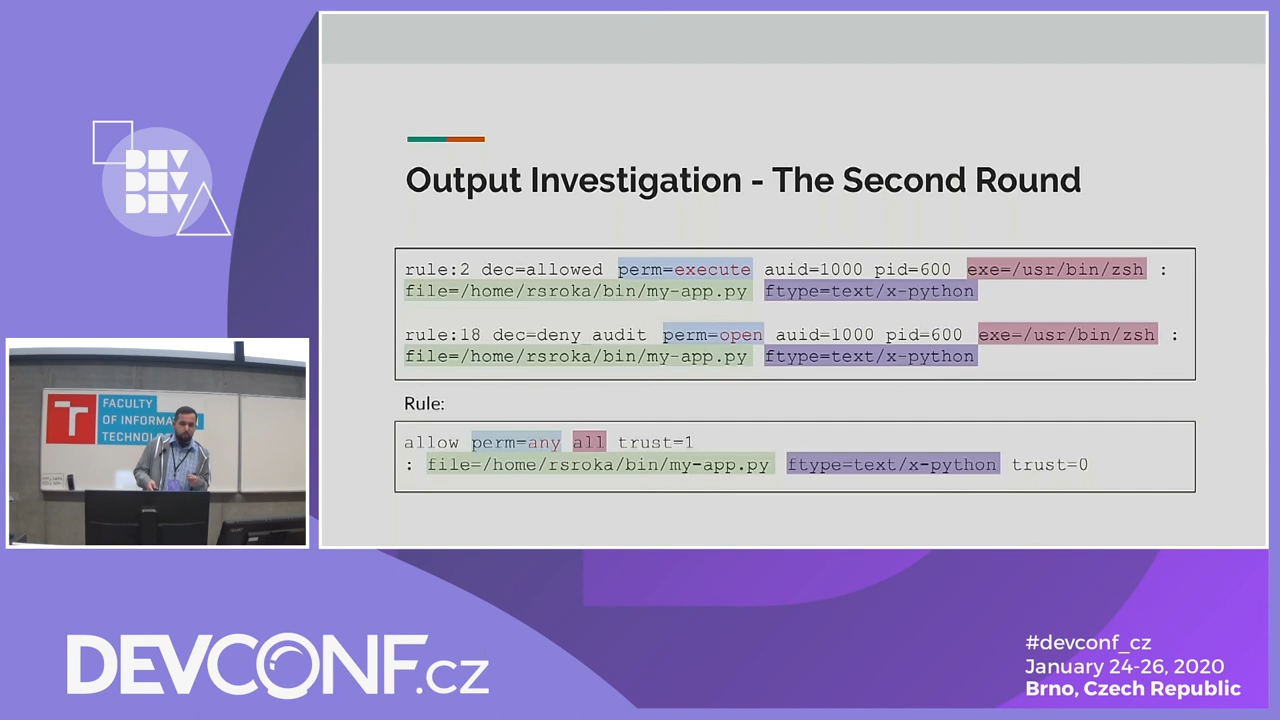 DEV
DEV
DEV
Output Investigation - The Second Round
rule:2 dec=allowed perm=execute auid=1000 pid=600 exe=/usr/bin/zsh :
file=/home/rsroka/bin/my-app.py ftype=text/x-python
rule:18 dec=deny audit perm=open auid=1000 pid=600 exe=/usr/bin/zsh :
file=/home/rsroka/bin/my-app.py ftype=text/x-python
Rule:
allow perm=any all trust=1
: file=/home/rsroka/bin/my-app.py ftype=text/x-python trust=0
T FACULTY
OF INFORMATION
DEVCONF.cz
#devconf_cz
January 24-26, 2020
Brno, Czech Republic